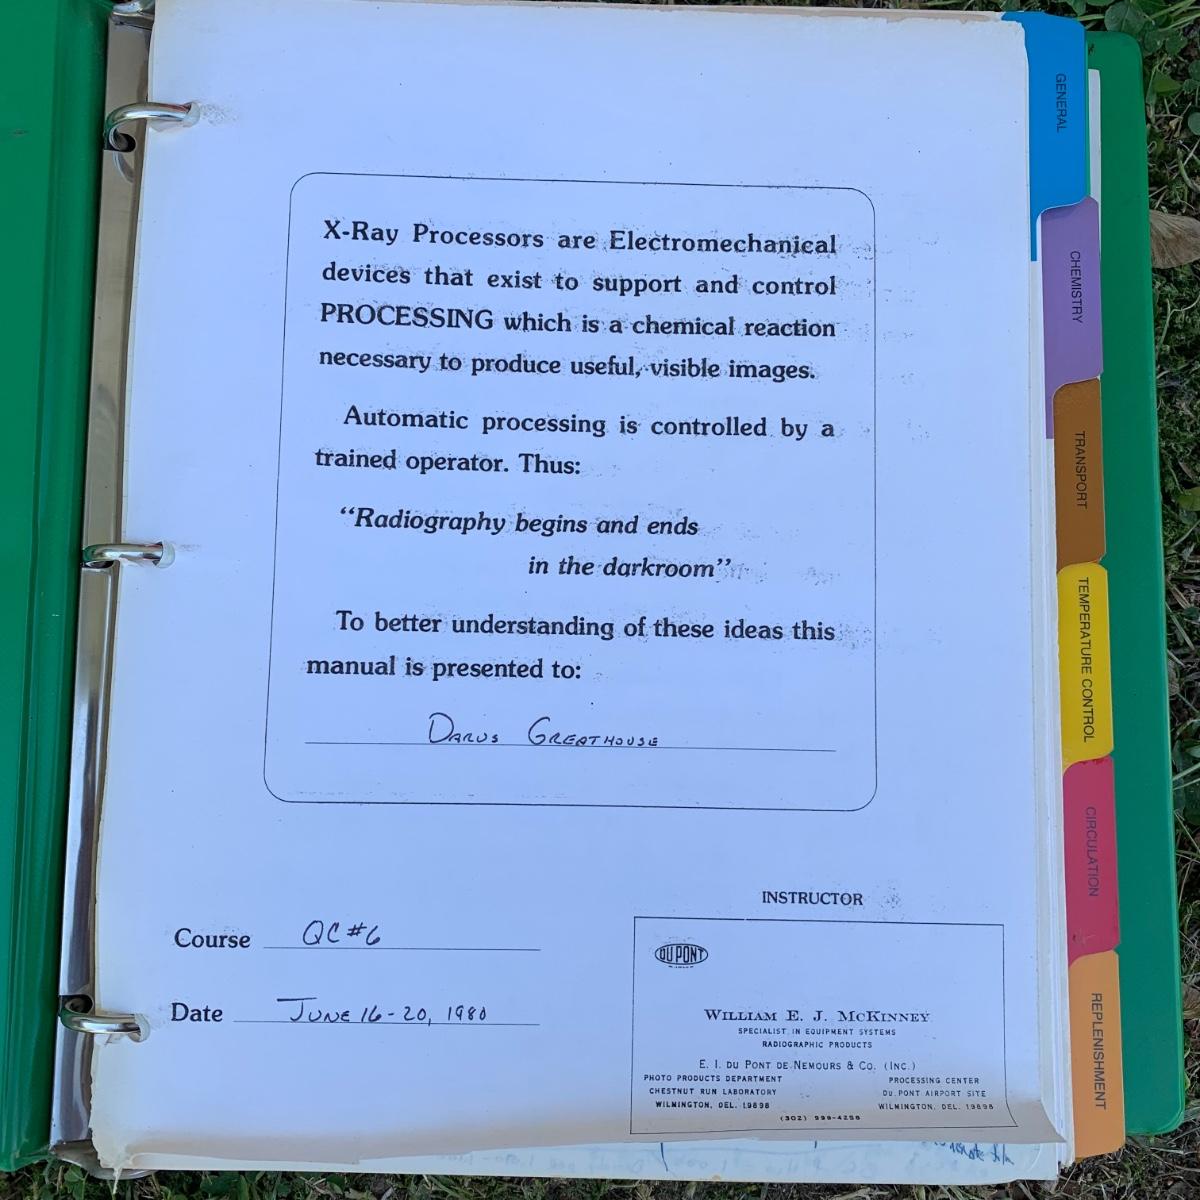 X-Ray Processors are Electromechanical
devices that exist to support and control
PROCESSING which is a chemical reaction
necessary to produce useful, visible images.
Automatic processing is controlled by a
trained operator. Thus:
“Radiography begins and ends
in the darkroom”
To better understanding of these ideas this
manual is presented to:
Darus Greathouse
Course QC #6
Date June 16-20, 1980
INSTRUCTOR
DU PONT
WILLIAM E. J. MCKINNEY
SPECIALIST IN EQUIPMENT SYSTEMS
RADIOGRAPHIC PRODUCTS
E. I. DU PONT DE NEMOURS & CO. (INC.)
PHOTO PRODUCTS DEPARTMENT
CHESTNUT RUN LABORATORY
WILMINGTON, DEL. 19898
PROCESSING CENTER
DU PONT AIRPORT SITE
WILMINGTON, DEL. 19898
(302) 999-4256
GENERAL
CHEMISTRY
TRANSPORT
TEMPERATURE CONTROL
CIRCULATION
REPLENISHMENT